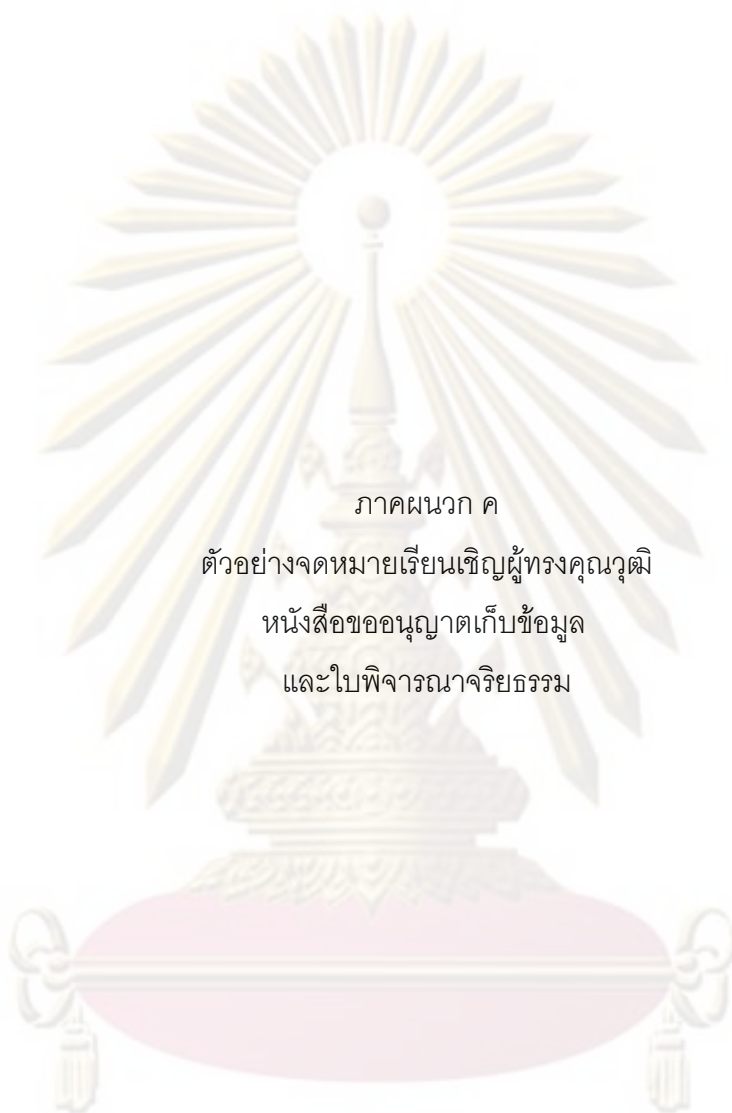 ภาคผนวก ค
ตัวอย่างจดหมายเรียนเชิญผู้ทรงคุณวุฒิ
หนังสือขออนุญาตเก็บข้อมูล
และใบพิจารณาจริยธรรม